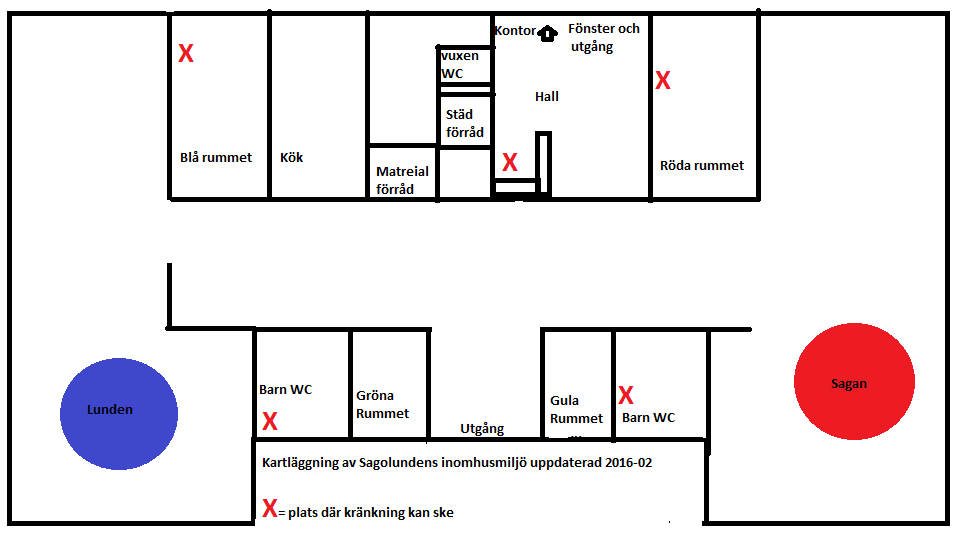 Kontor
Fönster och
utgång
vuxen
WC
Hall
Städ
förråd
Blå rummet
Kök
Matreial
förråd
X
X
X
Röda rummet
Lunden
Barn WC
X
Gröna
Rummet
Utgång
Gula
Rummet
X
Barn WC
Sagan
Kartläggning av Sagolundens inomhusmiljö uppdaterad 2016-02
X= plats där kränkning kan ske